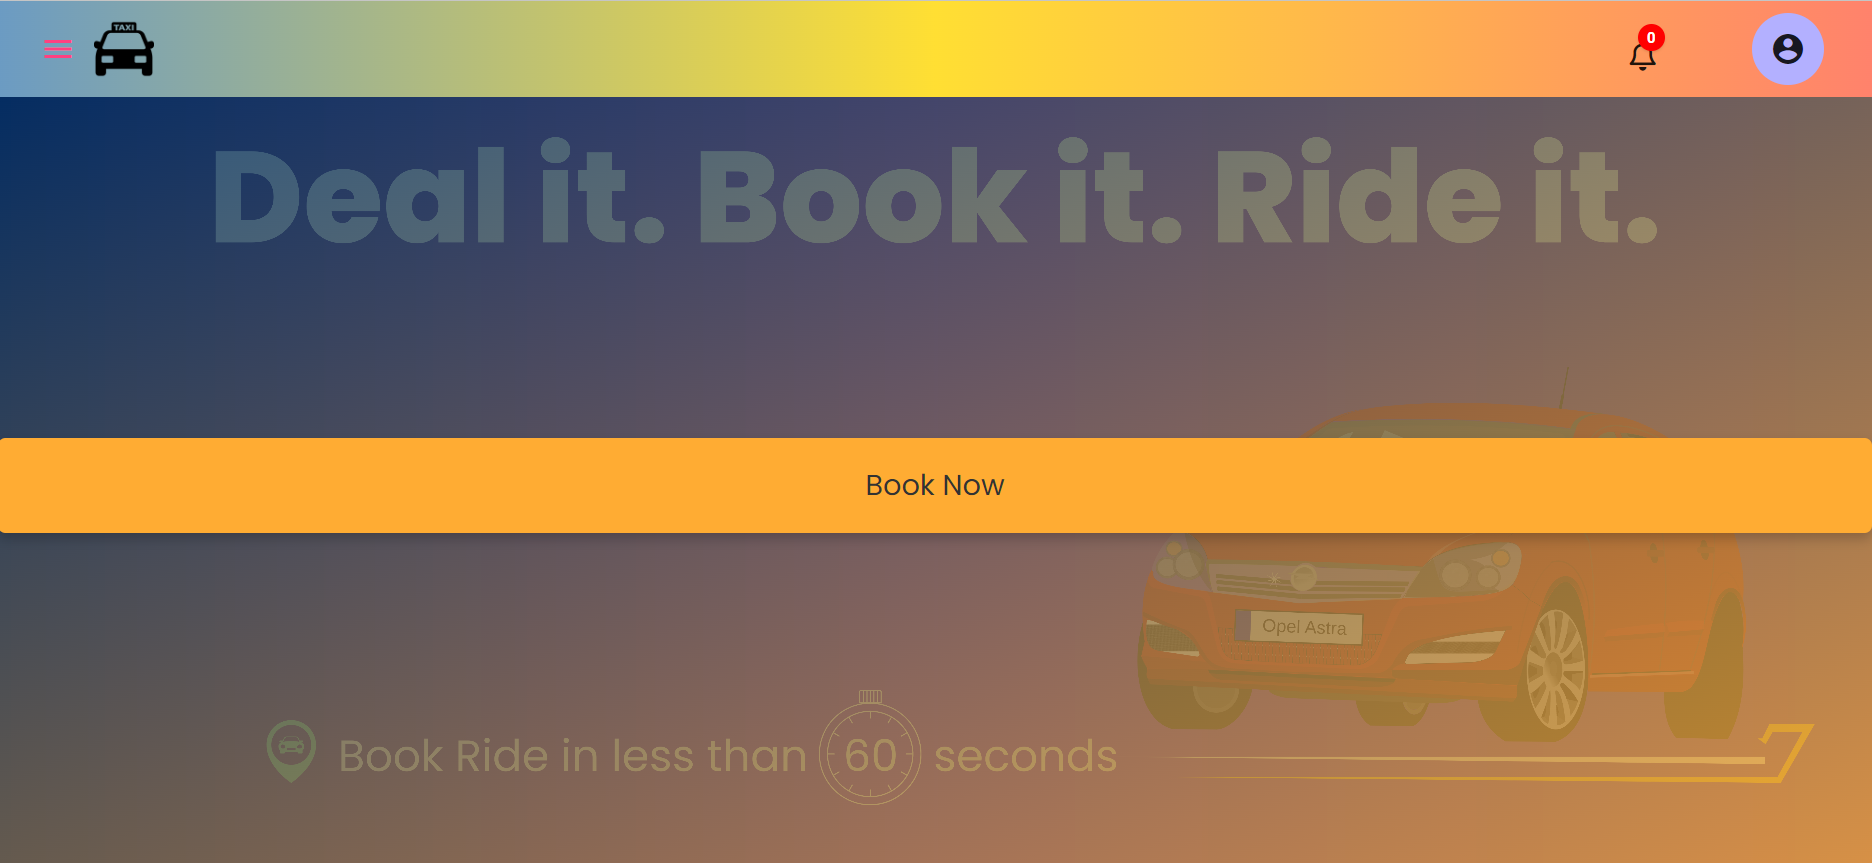 TAXI
0
Deal it. Book it. Ride it.
Book Now
Opel Astra
Book Ride in less than 60 seconds